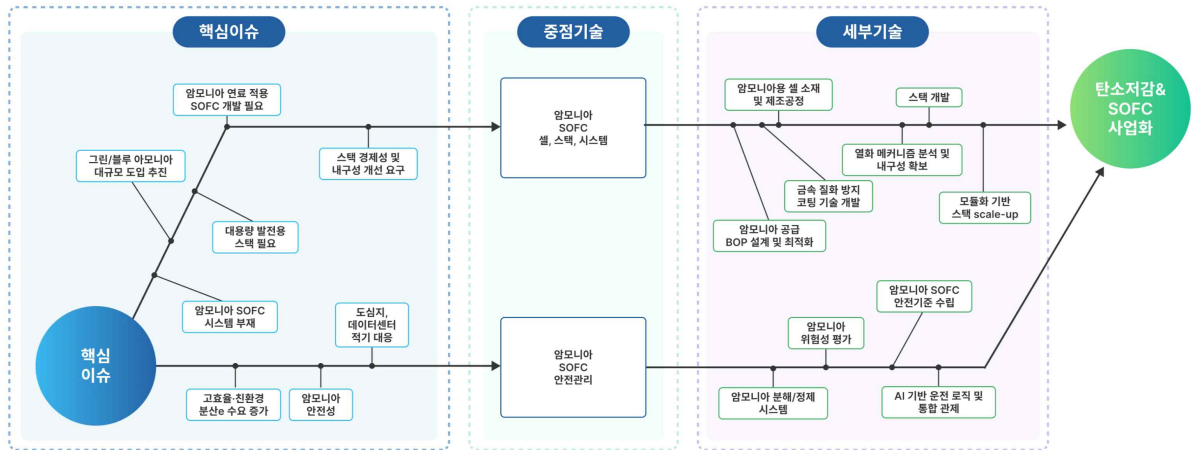 핵심이슈
중점기술
세부기술
암모니아 연료 적용
SOFC 개발 필요
그린/블루 아모니아
대규모 도입 추진
스택 경제성 및
내구성 개선 요구
대용량 발전용
스택 필요
암모니아 SOFC
시스템 부재
도심지,
데이터센터
적기 대응
핵심
이슈
고효율·친환경
분산e 수요 증가
암모니아
안전성
암모니아
SOFC
셀, 스택, 시스템
암모니아
SOFC
안전관리
암모니아용 셀 소재
및 제조공정
스택 개발
열화 메커니즘 분석 및
내구성 확보
금속 질화 방지
코팅 기술 개발
모듈화 기반
스택 scale-up
암모니아 공급
BOP 설계 및 최적화
암모니아 SOFC
안전기준 수립
암모니아
위험성 평가
암모니아 분해/정제
시스템
AI 기반 운전 로직 및
통합 관제
탄소저감&
SOFC
사업화